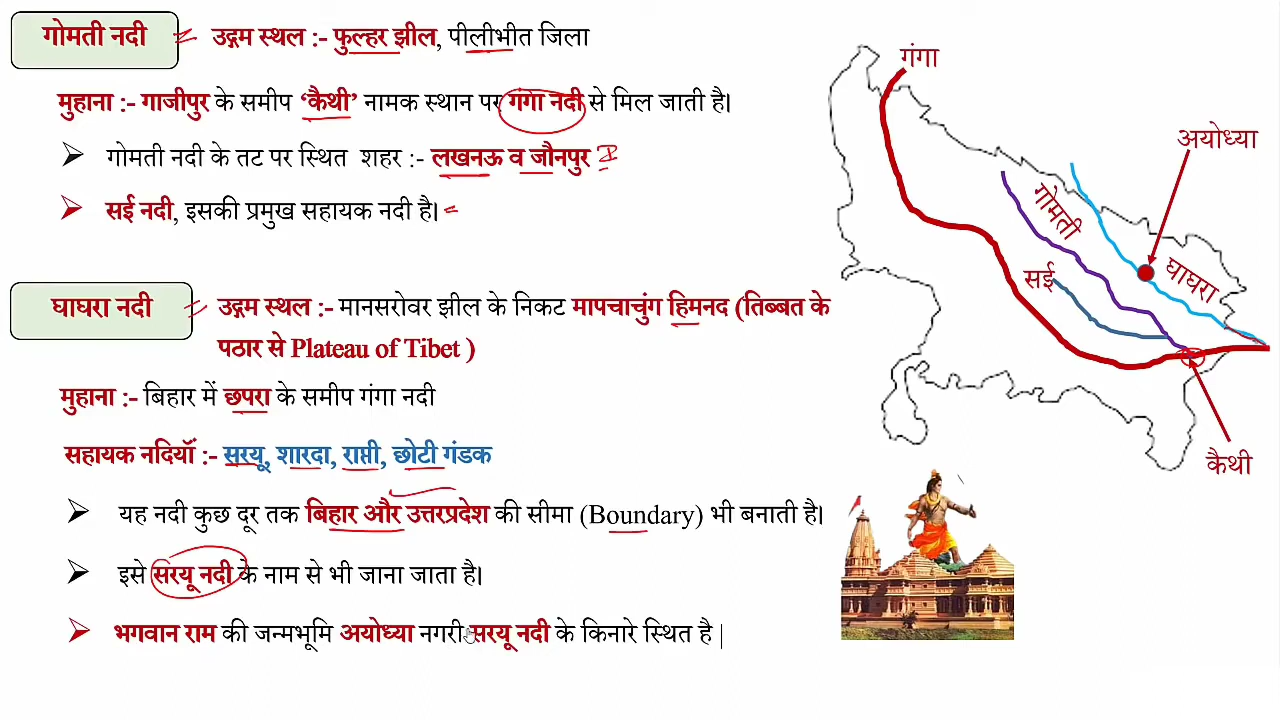 गोमती नदी
उद्गम स्थल :- फुल्हर झील, पीलीभीत जिला
मुहाना :- गाजीपुर के समीप ‘कैथी’ नामक स्थान पर गंगा नदी से मिल जाती है।
गोमती नदी के तट पर स्थित शहर :- लखनऊ व जौनपुर
सई नदी, इसकी प्रमुख सहायक नदी है।
घाघरा नदी
उद्गम स्थल :- मानसरोवर झील के निकट मापचाचुंग हिमनद (तिब्बत के
पठार से Plateau of Tibet )
मुहाना :- बिहार में छपरा के समीप गंगा नदी
सहायक नदियॉं :- सरयू, शारदा, राप्ती, छोटी गंडक
यह नदी कुछ दूर तक बिहार और उत्तरप्रदेश की सीमा (Boundary) भी बनाती है।
इसे सरयू नदी के नाम से भी जाना जाता है।
भगवान राम की जन्मभूमि अयोध्या नगरी सरयू नदी के किनारे स्थित है |
गंगा
अयोध्या
गोमती
घाघरा
सई
कैथी